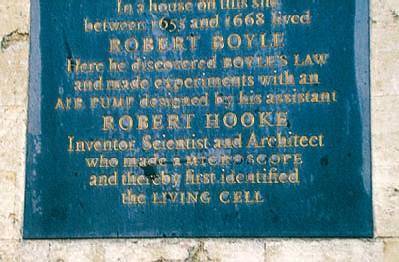 In a house on this site
between 1655 and 1668 lived
ROBERT BOYLE
Here he discovered BOYLE'S LAW
and made experiments with an
AIR PUMP designed by his assistant
ROBERT HOOKE
Inventor Scientist and Architect
who made a MICROSCOPE
and thereby first identified
the LIVING CELL